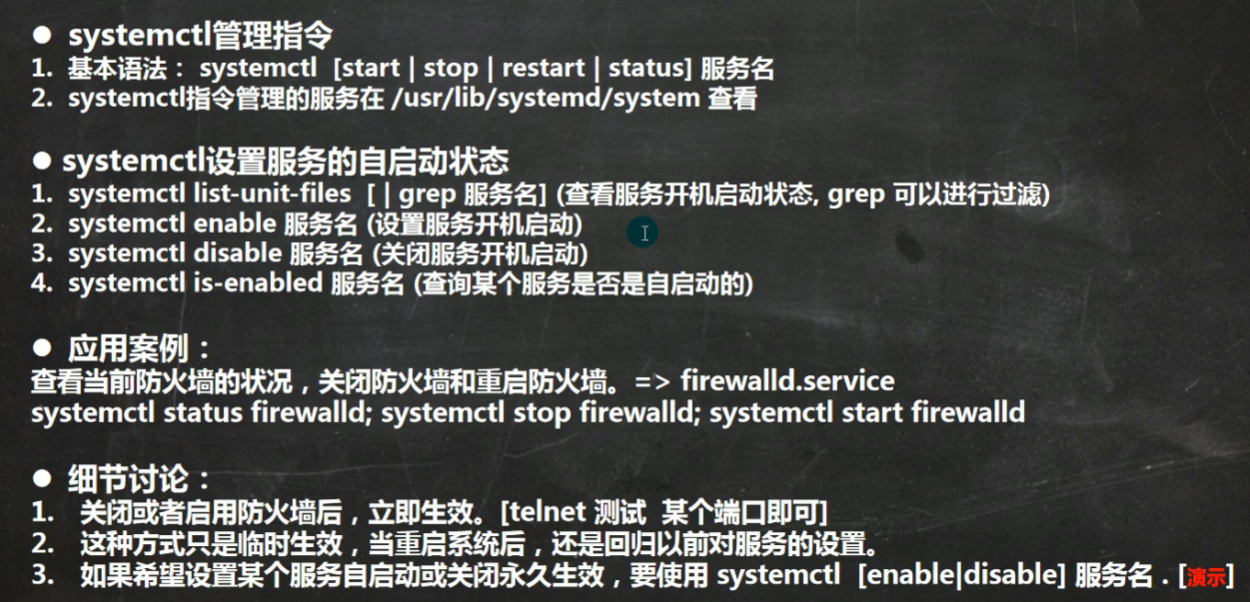 ● systemctl管理指令
1. 基本语法： systemctl [start | stop | restart | status] 服务名
2. systemctl指令管理的服务在 /usr/lib/systemd/system 查看
● systemctl设置服务的自启动状态
1. systemctl list-unit-files [ | grep 服务名] (查看服务开机启动状态, grep 可以进行过滤)
2. systemctl enable 服务名 (设置服务开机启动)
3. systemctl disable 服务名 (关闭服务开机启动)
4. systemctl is-enabled 服务名 (查询某个服务是否是自启动的)
● 应用案例：
查看当前防火墙的状况，关闭防火墙和重启防火墙。=> firewalld.service
systemctl status firewalld; systemctl stop firewalld; systemctl start firewalld
● 细节讨论：
1. 关闭或者启用防火墙后，立即生效。[telnet 测试 某个端口即可]
2. 这种方式只是临时生效，当重启系统后，还是回归以前对服务的设置。
3. 如果希望设置某个服务自启动或关闭永久生效，要使用 systemctl [enable|disable] 服务名 . [演示]